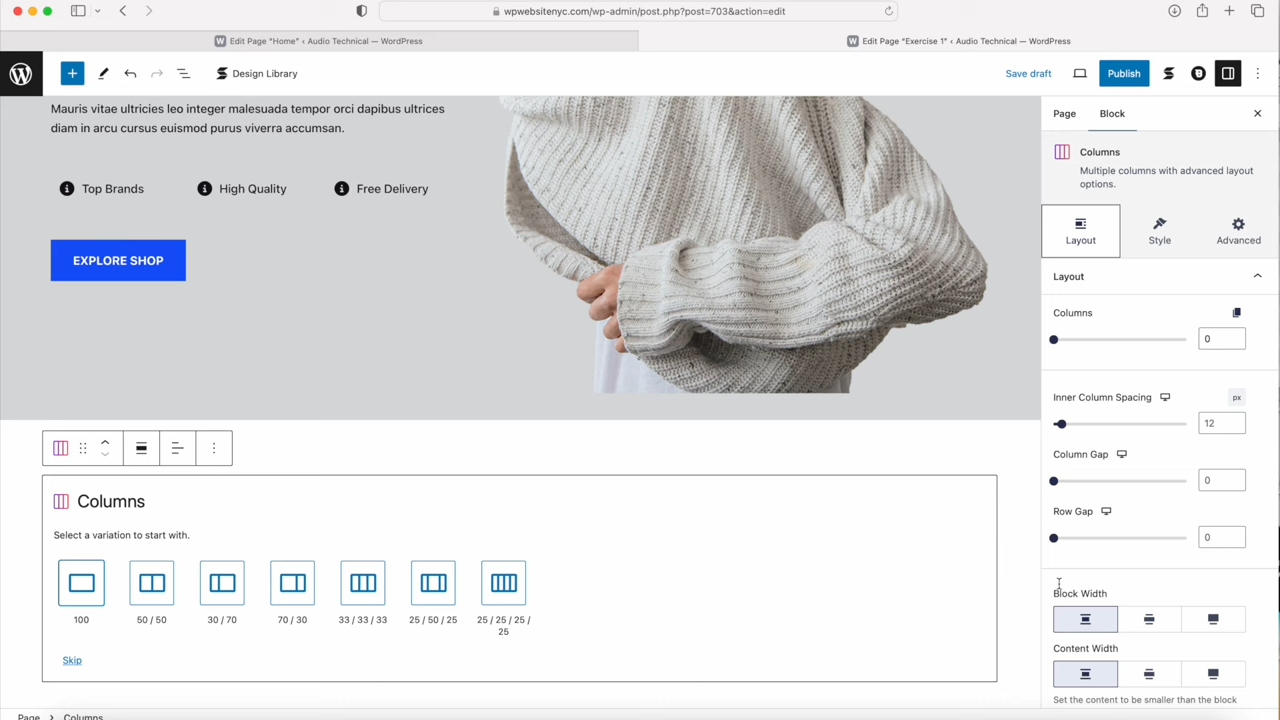 wpwebsitenyc.com/wp-admin/post.php?post=703&action=edit
Edit Page "Home" ‹ Audio Technical — WordPress
Edit Page "Exercise 1" ‹ Audio Technical — WordPress
Design Library
Save draft
Publish
Mauris vitae ultricies leo integer malesuada tempor orci dapibus ultrices
diam in arcu cursus euismod purus viverra accumsan.
Top Brands
High Quality
Free Delivery
EXPLORE SHOP
Columns
Select a variation to start with.
100
50 / 50
30 / 70
70 / 30
33 / 33 / 33
25 / 50 / 25
25 / 25 / 25 /
25
Skip
Page
Block
Columns
Multiple columns with advanced layout
options.
Layout
Style
Advanced
Layout
Columns
0
Inner Column Spacing
px
12
Column Gap
0
Row Gap
0
Block Width
Content Width
Set the content to be smaller than the block
Page
Columns